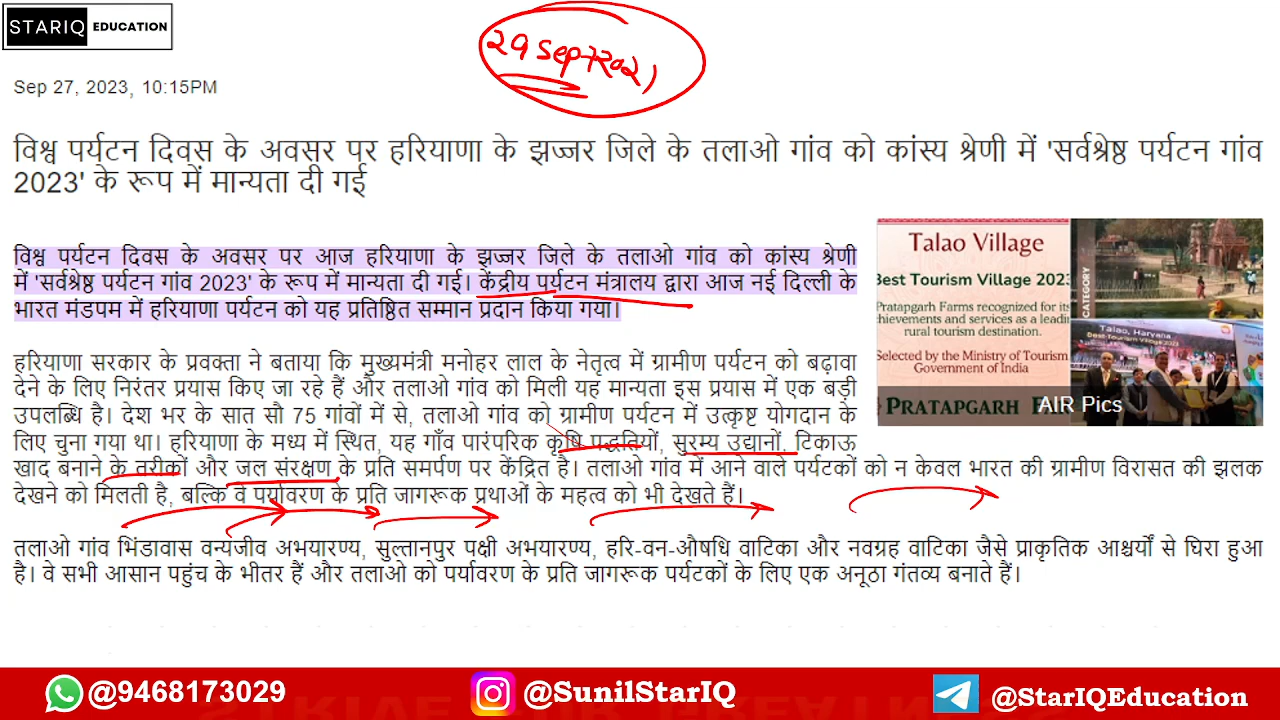 STARIQ EDUCATION
29 Sep 2021
Sep 27, 2023, 10:15PM
विश्व पर्यटन दिवस के अवसर पर हरियाणा के झज्जर जिले के तलाओ गांव को कांस्य श्रेणी में 'सर्वश्रेष्ठ पर्यटन गांव
2023' के रूप में मान्यता दी गई
विश्व पर्यटन दिवस के अवसर पर आज हरियाणा के झज्जर जिले के तलाओ गांव को कांस्य श्रेणी
में 'सर्वश्रेष्ठ पर्यटन गांव 2023' के रूप में मान्यता दी गई। केंद्रीय पर्यटन मंत्रालय द्वारा आज नई दिल्ली के
भारत मंडपम में हरियाणा पर्यटन को यह प्रतिष्ठित सम्मान प्रदान किया गया।
Talao Village
Best Tourism Village 2023
Pratapgarh Farms recognized for its
achievements and services as a leadi
rural tourism destination.
Selected by the Ministry of Tourism
Government of India
PRATAPGARH
CATEGORY
Talao, Haryana
Best Tourism Village 2023
AIR Pics
हरियाणा सरकार के प्रवक्ता ने बताया कि मुख्यमंत्री मनोहर लाल के नेतृत्व में ग्रामीण पर्यटन को बढ़ावा
देने के लिए निरंतर प्रयास किए जा रहे हैं और तलाओ गांव को मिली यह मान्यता इस प्रयास में एक बड़ी
उपलब्धि है। देश भर के सात सौ 75 गांवों में से, तलाओ गांव को ग्रामीण पर्यटन में उत्कृष्ट योगदान के
लिए चुना गया था। हरियाणा के मध्य में स्थित, यह गाँव पारंपरिक कृषि पद्धतियों, सुरम्य उद्यानों, टिकाऊ
खाद बनाने के तरीकों और जल संरक्षण के प्रति समर्पण पर केंद्रित है। तलाओ गांव में आने वाले पर्यटकों को न केवल भारत की ग्रामीण विरासत की झलक
देखने को मिलती है, बल्कि वे पर्यावरण के प्रति जागरूक प्रथाओं के महत्व को भी देखते हैं।
तलाओ गांव भिंडावास वन्यजीव अभयारण्य, सुल्तानपुर पक्षी अभयारण्य, हरि-वन-औषधि वाटिका और नवग्रह वाटिका जैसे प्राकृतिक आश्चर्यों से घिरा हुआ
है। वे सभी आसान पहुंच के भीतर हैं और तलाओ को पर्यावरण के प्रति जागरूक पर्यटकों के लिए एक अनूठा गंतव्य बनाते हैं।
@9468173029 @SunilStarIQ @StarIQEducation